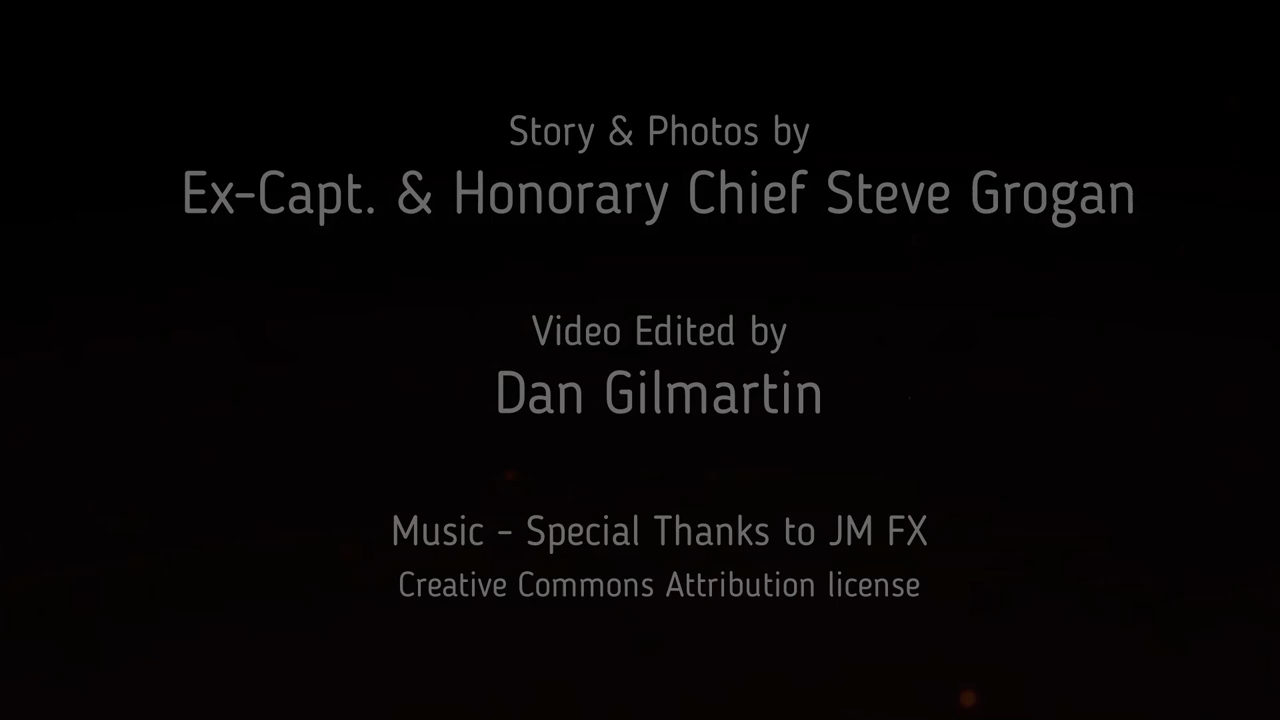 Story & Photos by
Ex-Capt. & Honorary Chief Steve Grogan
Video Edited by
Dan Gilmartin
Music - Special Thanks to JM FX
Creative Commons Attribution license